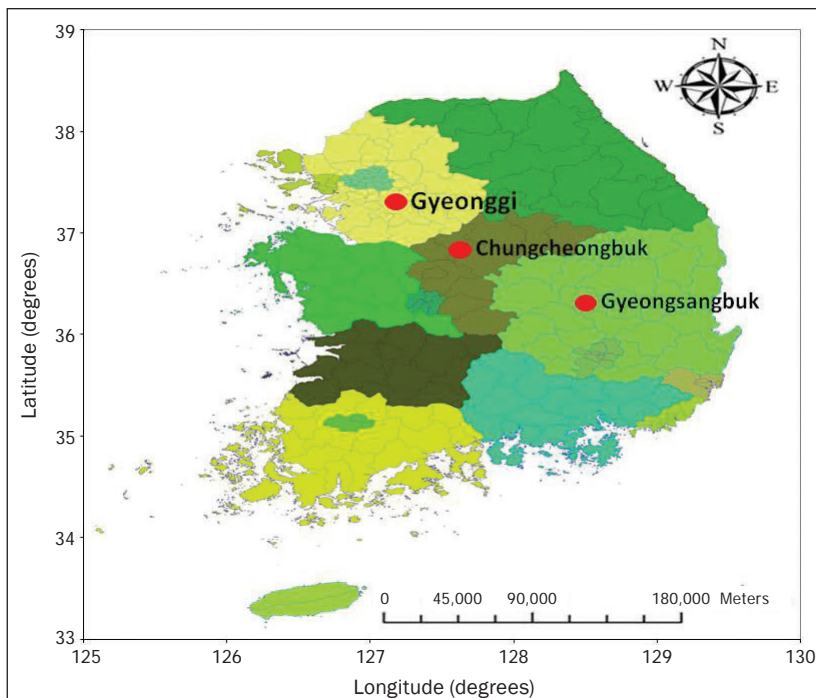 39
N
W E
S
38
Gyeonggi
37
Chungcheongbuk
Gyeongsangbuk
36
Latitude (degrees)
35
34
0 45,000 90,000 180,000 Meters
33
125 126 127 128 129 130
Longitude (degrees)